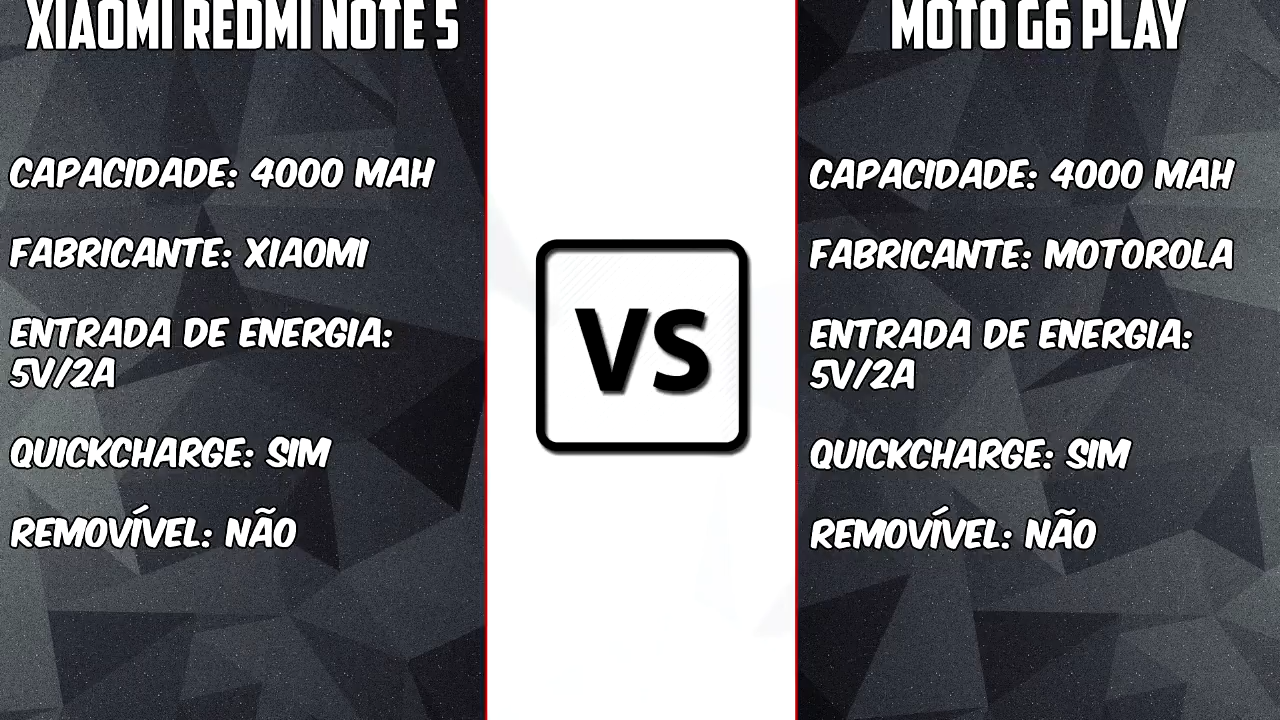 XIAOMI REDMI NOTE 5
CAPACIDADE: 4000 MAH
FABRICANTE: XIAOMI
ENTRADA DE ENERGIA:
5V/2A
QUICKCHARGE: SIM
REMOVÍVEL: NÃO
VS
MOTO G6 PLAY
CAPACIDADE: 4000 MAH
FABRICANTE: MOTOROLA
ENTRADA DE ENERGIA:
5V/2A
QUICKCHARGE: SIM
REMOVÍVEL: NÃO